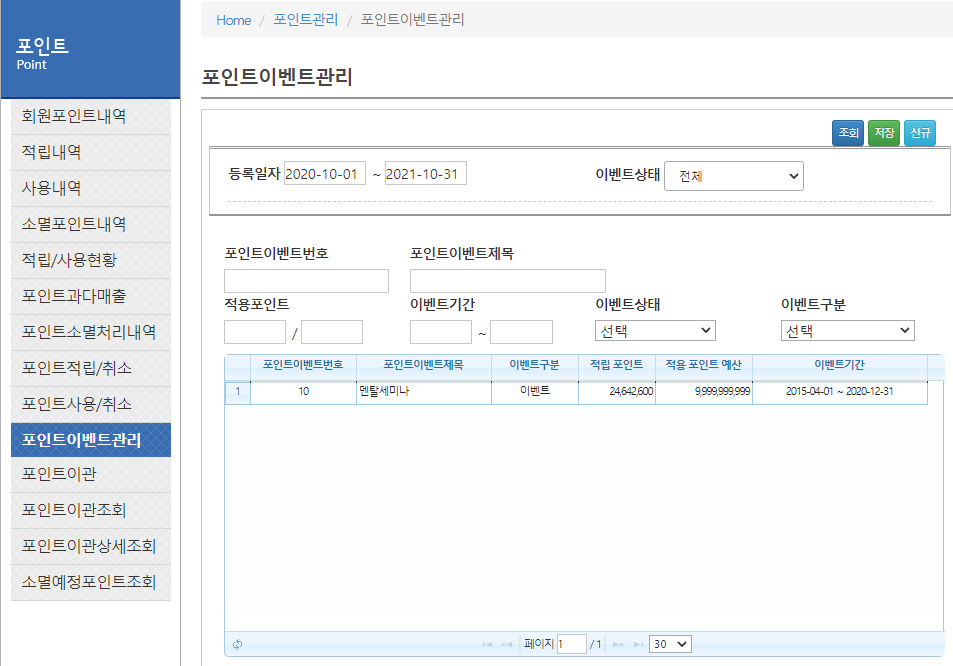 포인트
Point
회원포인트내역
적립내역
사용내역
소멸포인트내역
적립/사용현황
포인트과다매출
포인트소멸처리내역
포인트적립/취소
포인트사용/취소
포인트이벤트관리
포인트이관
포인트이관조회
포인트이관상세조회
소멸예정포인트조회
Home / 포인트관리 / 포인트이벤트관리
포인트이벤트관리
조회 저장 신규
등록일자 2020-10-01 ~ 2021-10-31 이벤트상태 전체
포인트이벤트번호 포인트이벤트제목
적용포인트 이벤트기간 이벤트상태 이벤트구분
/ ~ 선택 선택
포인트이벤트번호 포인트이벤트제목 이벤트구분 적립 포인트 적용 포인트 예산 이벤트기간
1 10 덴탈세미나 이벤트 24,642,600 9,999,999,999 2015-04-01 ~ 2020-12-31
페이지 1 / 1 30